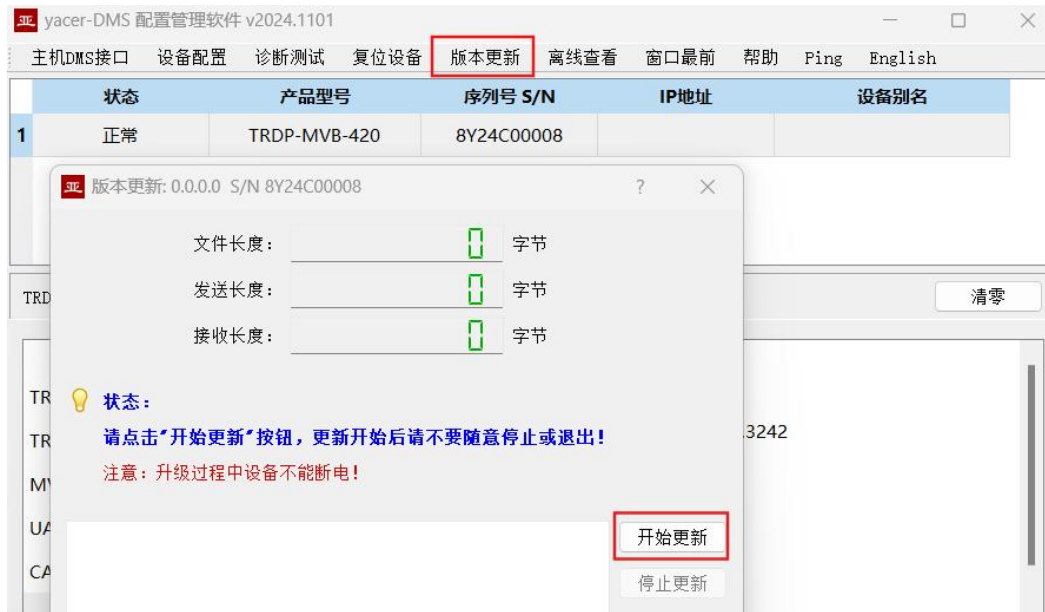 亚 yacer-DMS 配置管理软件 v2024.1101
主机DMS接口 设备配置 诊断测试 复位设备 版本更新 离线查看 窗口最前 帮助 Ping English
状态 产品型号 序列号 S/N IP地址 设备别名
1 正常 TRDP-MVB-420 8Y24C00008
亚 版本更新: 0.0.0.0 S/N 8Y24C00008 ?
文件长度： 0 字节
发送长度： 0 字节
TRD 清零
接收长度： 0 字节
TR 状态：
TR 请点击"开始更新"按钮，更新开始后请不要随意停止或退出！ .3242
注意：升级过程中设备不能断电！
MV
UA 开始更新
CA 停止更新